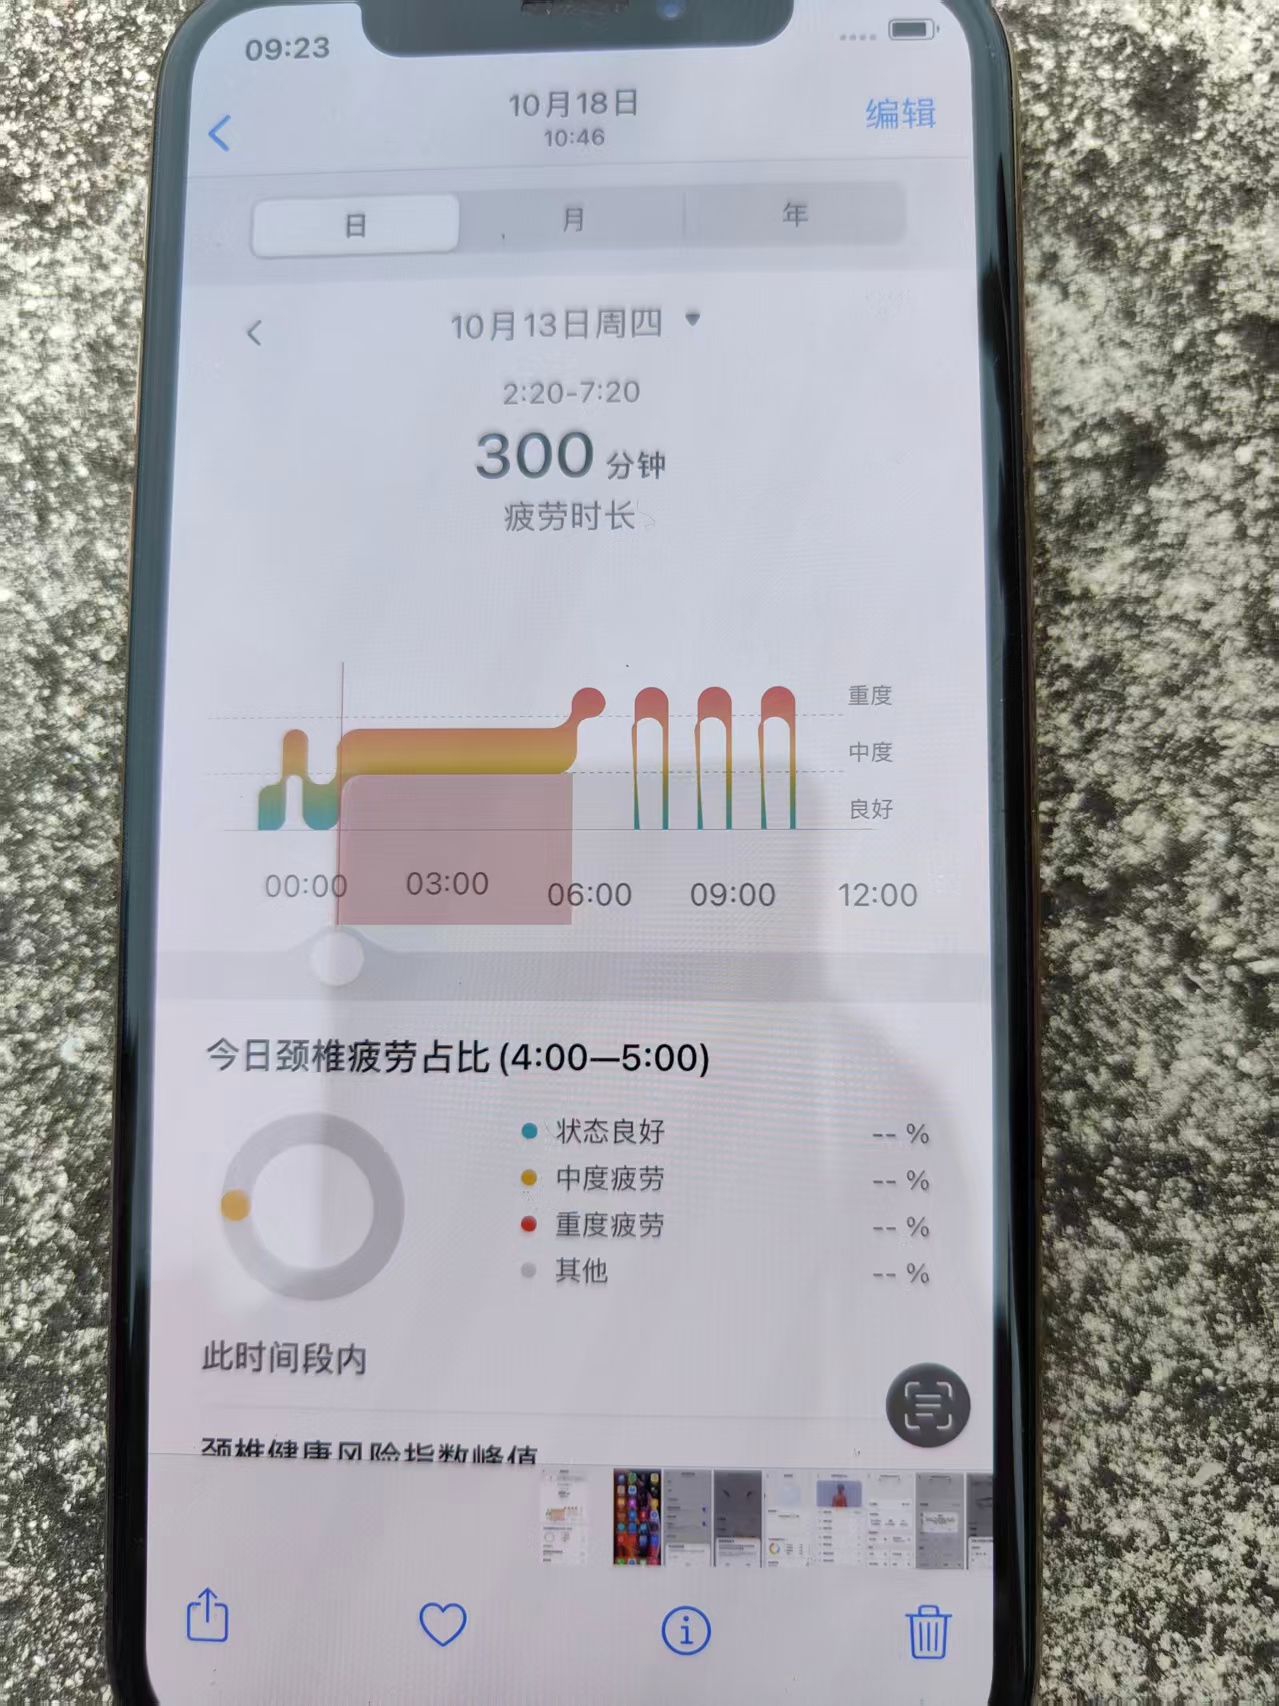 09:23
10月18日
10:46
编辑
日 月 年
10月13日周四
2:20-7:20
300 分钟
疲劳时长
重度
中度
良好
00:00 03:00 06:00 09:00 12:00
今日颈椎疲劳占比 (4:00—5:00)
状态良好 -- %
中度疲劳 -- %
重度疲劳 -- %
其他 -- %
此时间段内
颈椎健康风险指数峰值